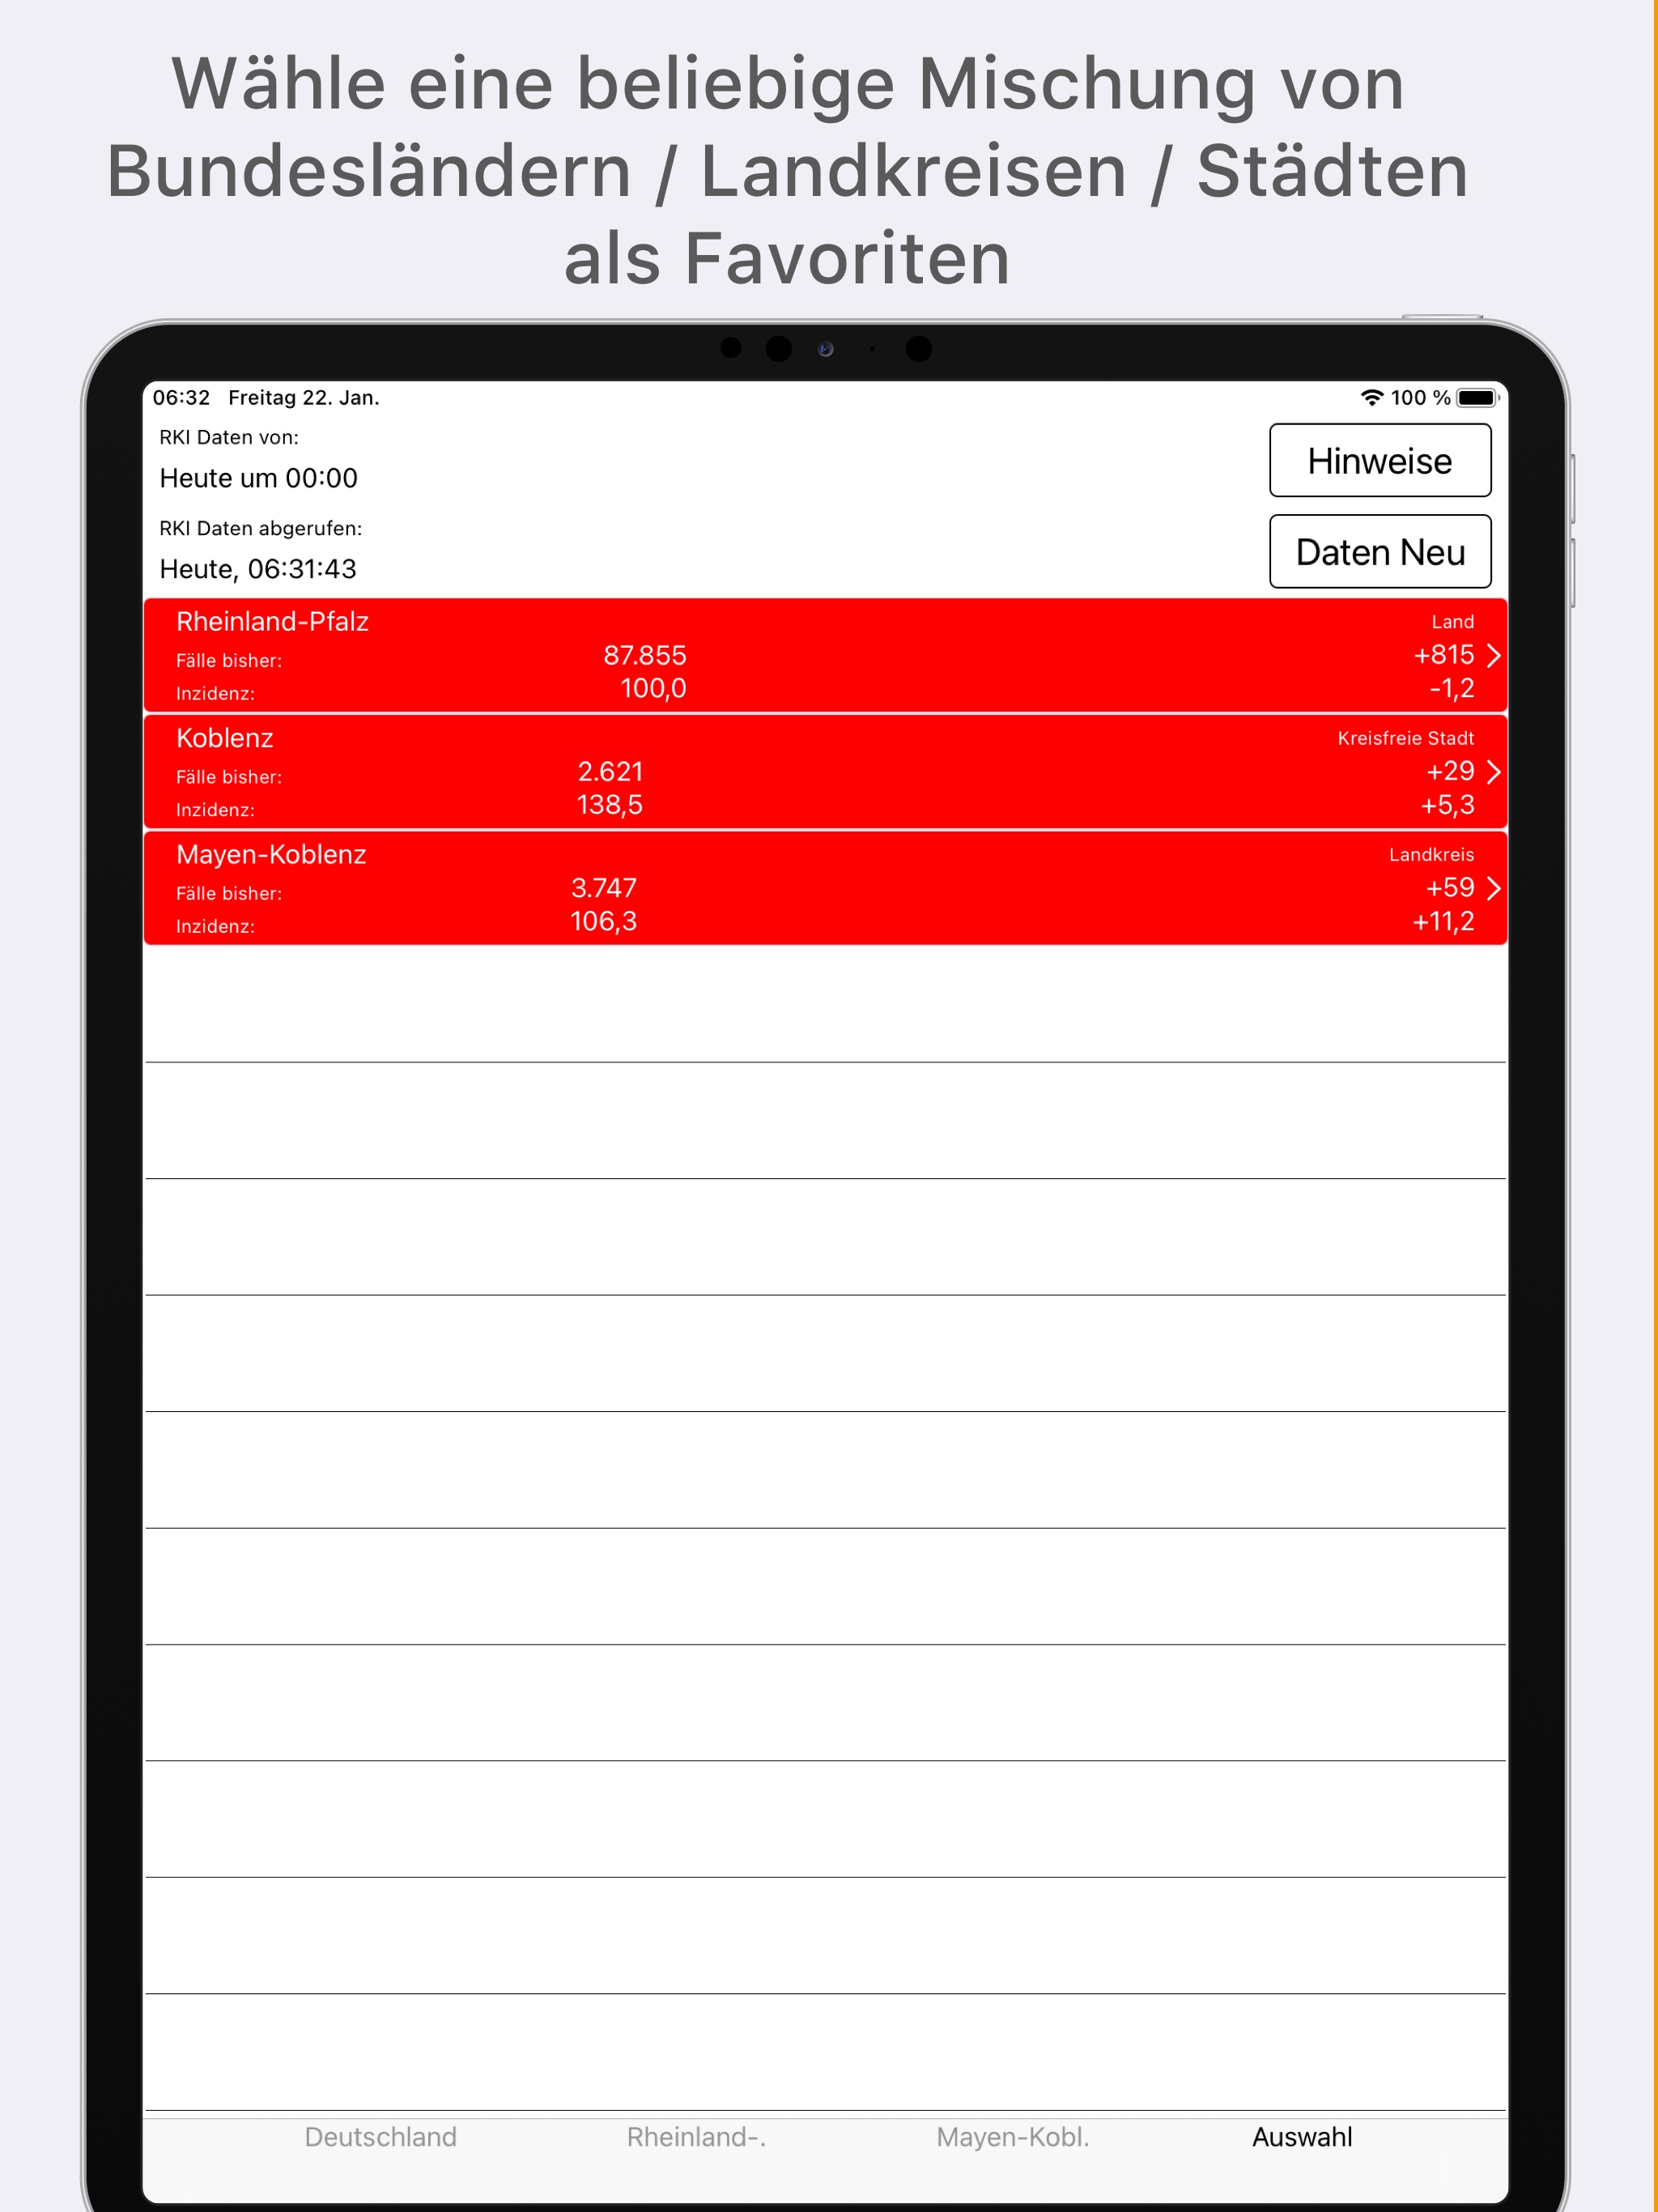 Wähle eine beliebige Mischung von
Bundesländern / Landkreisen / Städten
als Favoriten
06:32 Freitag 22. Jan. 100 %
RKI Daten von:
Heute um 00:00
Hinweise
RKI Daten abgerufen:
Heute, 06:31:43
Daten Neu
Rheinland-Pfalz Land
Fälle bisher: 87.855 +815
Inzidenz: 100,0 -1,2
Koblenz Kreisfreie Stadt
Fälle bisher: 2.621 +29
Inzidenz: 138,5 +5,3
Mayen-Koblenz Landkreis
Fälle bisher: 3.747 +59
Inzidenz: 106,3 +11,2
Deutschland Rheinland-. Mayen-Kobl. Auswahl